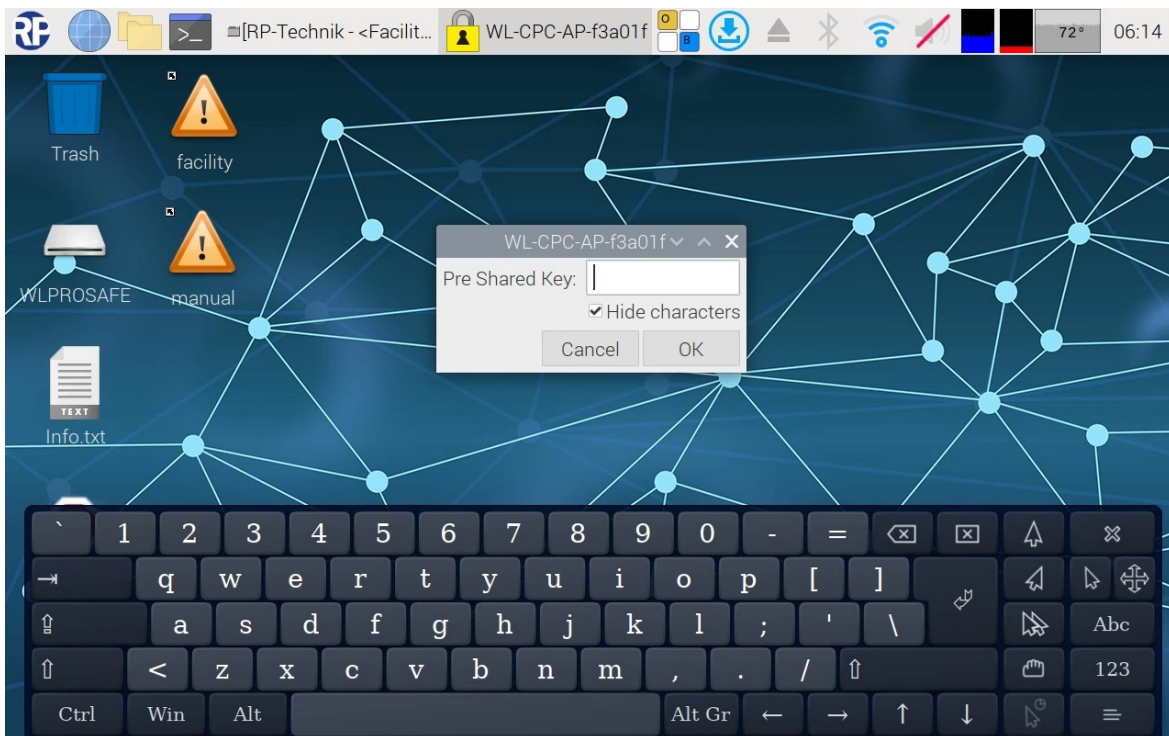 RP
[RP-Technik - <Facilit...
WL-CPC-AP-f3a01f
O
B
72°
06:14
Trash
facility
WLPROSAFE
manual
TEXT
Info.txt
WL-CPC-AP-f3a01f
Pre Shared Key:
Hide characters
Cancel OK
` 1 2 3 4 5 6 7 8 9 0 - =
q w e r t y u i o p [ ]
a s d f g h j k l ; ' \ Abc
< z x c v b n m , . / 123
Ctrl Win Alt Alt Gr ← → ↑ ↓